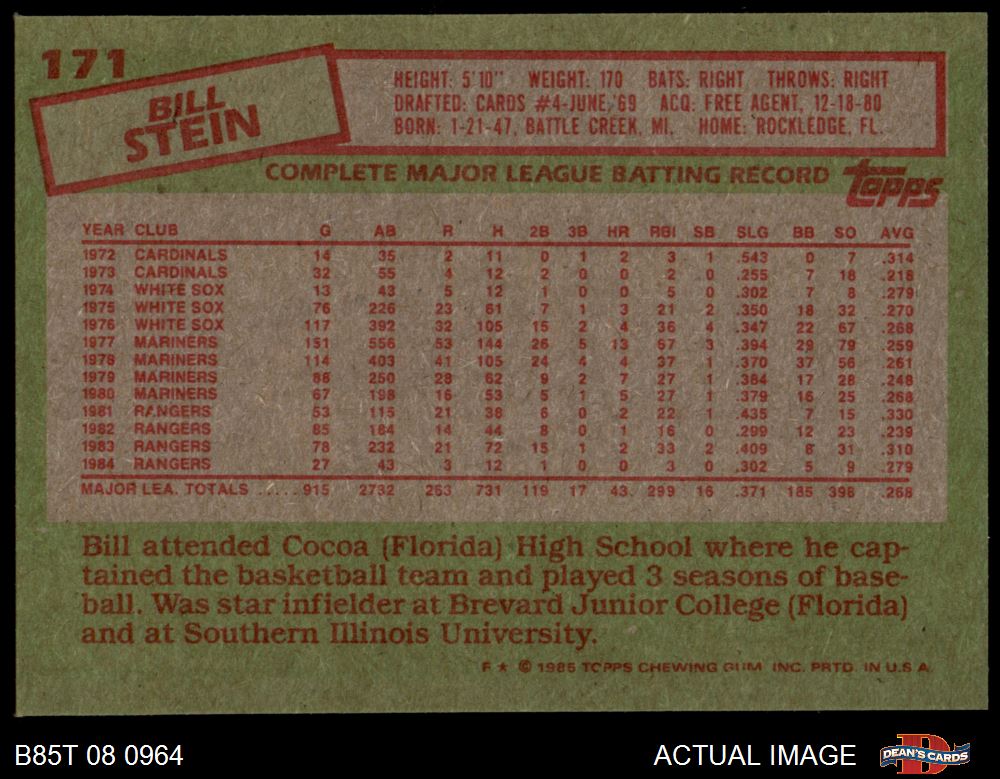 171
BILL
STEIN
HEIGHT: 5'10" WEIGHT: 170 BATS: RIGHT THROWS: RIGHT
DRAFTED: CARDS #4-JUNE,'69 ACQ: FREE AGENT, 12-18-80
BORN: 1-21-47, BATTLE CREEK, MI. HOME: ROCKLEDGE, FL.
COMPLETE MAJOR LEAGUE BATTING RECORD topps
YEAR CLUB G AB R H 2B 3B HR RBI SB SLG BB SO AVG
1972 CARDINALS 14 35 2 11 0 1 2 3 1 .543 0 7 .314
1973 CARDINALS 32 55 4 12 2 0 0 2 0 .255 7 18 .218
1974 WHITE SOX 13 43 5 12 1 0 0 5 0 .302 7 8 .279
1975 WHITE SOX 76 226 23 61 7 1 3 21 2 .350 18 32 .270
1976 WHITE SOX 117 392 32 105 15 2 4 36 4 .347 22 67 .268
1977 MARINERS 151 556 53 144 26 5 13 67 3 .394 29 79 .259
1978 MARINERS 114 403 41 105 24 4 4 37 1 .370 37 56 .261
1979 MARINERS 88 250 28 62 9 2 7 27 1 .384 17 28 .248
1980 MARINERS 67 198 16 53 5 1 5 27 1 .379 16 25 .268
1981 RANGERS 53 115 21 38 6 0 2 22 1 .435 7 15 .330
1982 RANGERS 85 184 14 44 8 0 1 16 0 .299 12 23 .239
1983 RANGERS 78 232 21 72 15 1 2 33 2 .409 8 31 .310
1984 RANGERS 27 43 3 12 1 0 0 3 0 .302 5 9 .279
MAJOR LEA. TOTALS ..... 915 2732 263 731 119 17 43 299 16 .371 185 398 .268
Bill attended Cocoa (Florida) High School where he cap-
tained the basketball team and played 3 seasons of base-
ball. Was star infielder at Brevard Junior College (Florida)
and at Southern Illinois University.
F ★ © 1985 TOPPS CHEWING GUM INC. PRTD. IN U.S.A.
B85T 08 0964 ACTUAL IMAGE DEAN'S CARDS